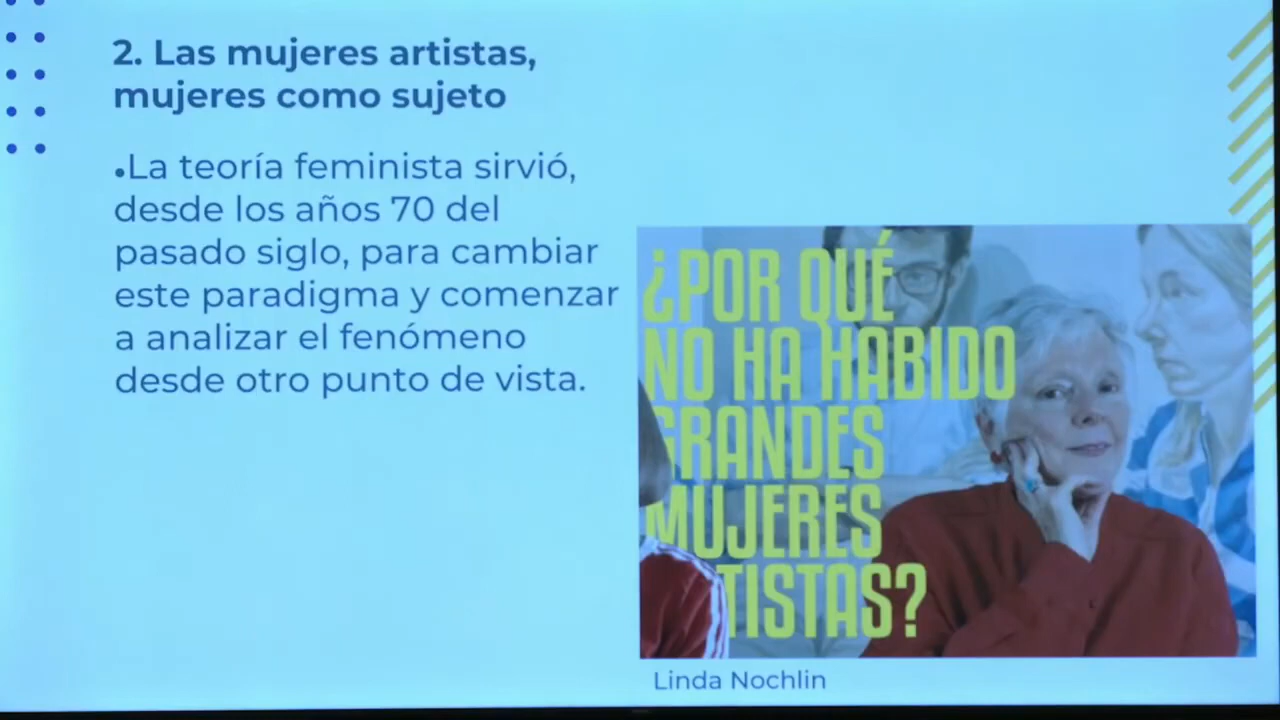 2. Las mujeres artistas,
mujeres como sujeto
•La teoría feminista sirvió,
desde los años 70 del
pasado siglo, para cambiar
este paradigma y comenzar
a analizar el fenómeno
desde otro punto de vista.
¿POR QUÉ
NO HA HABIDO
GRANDES
MUJERES
TISTAS?
Linda Nochlin